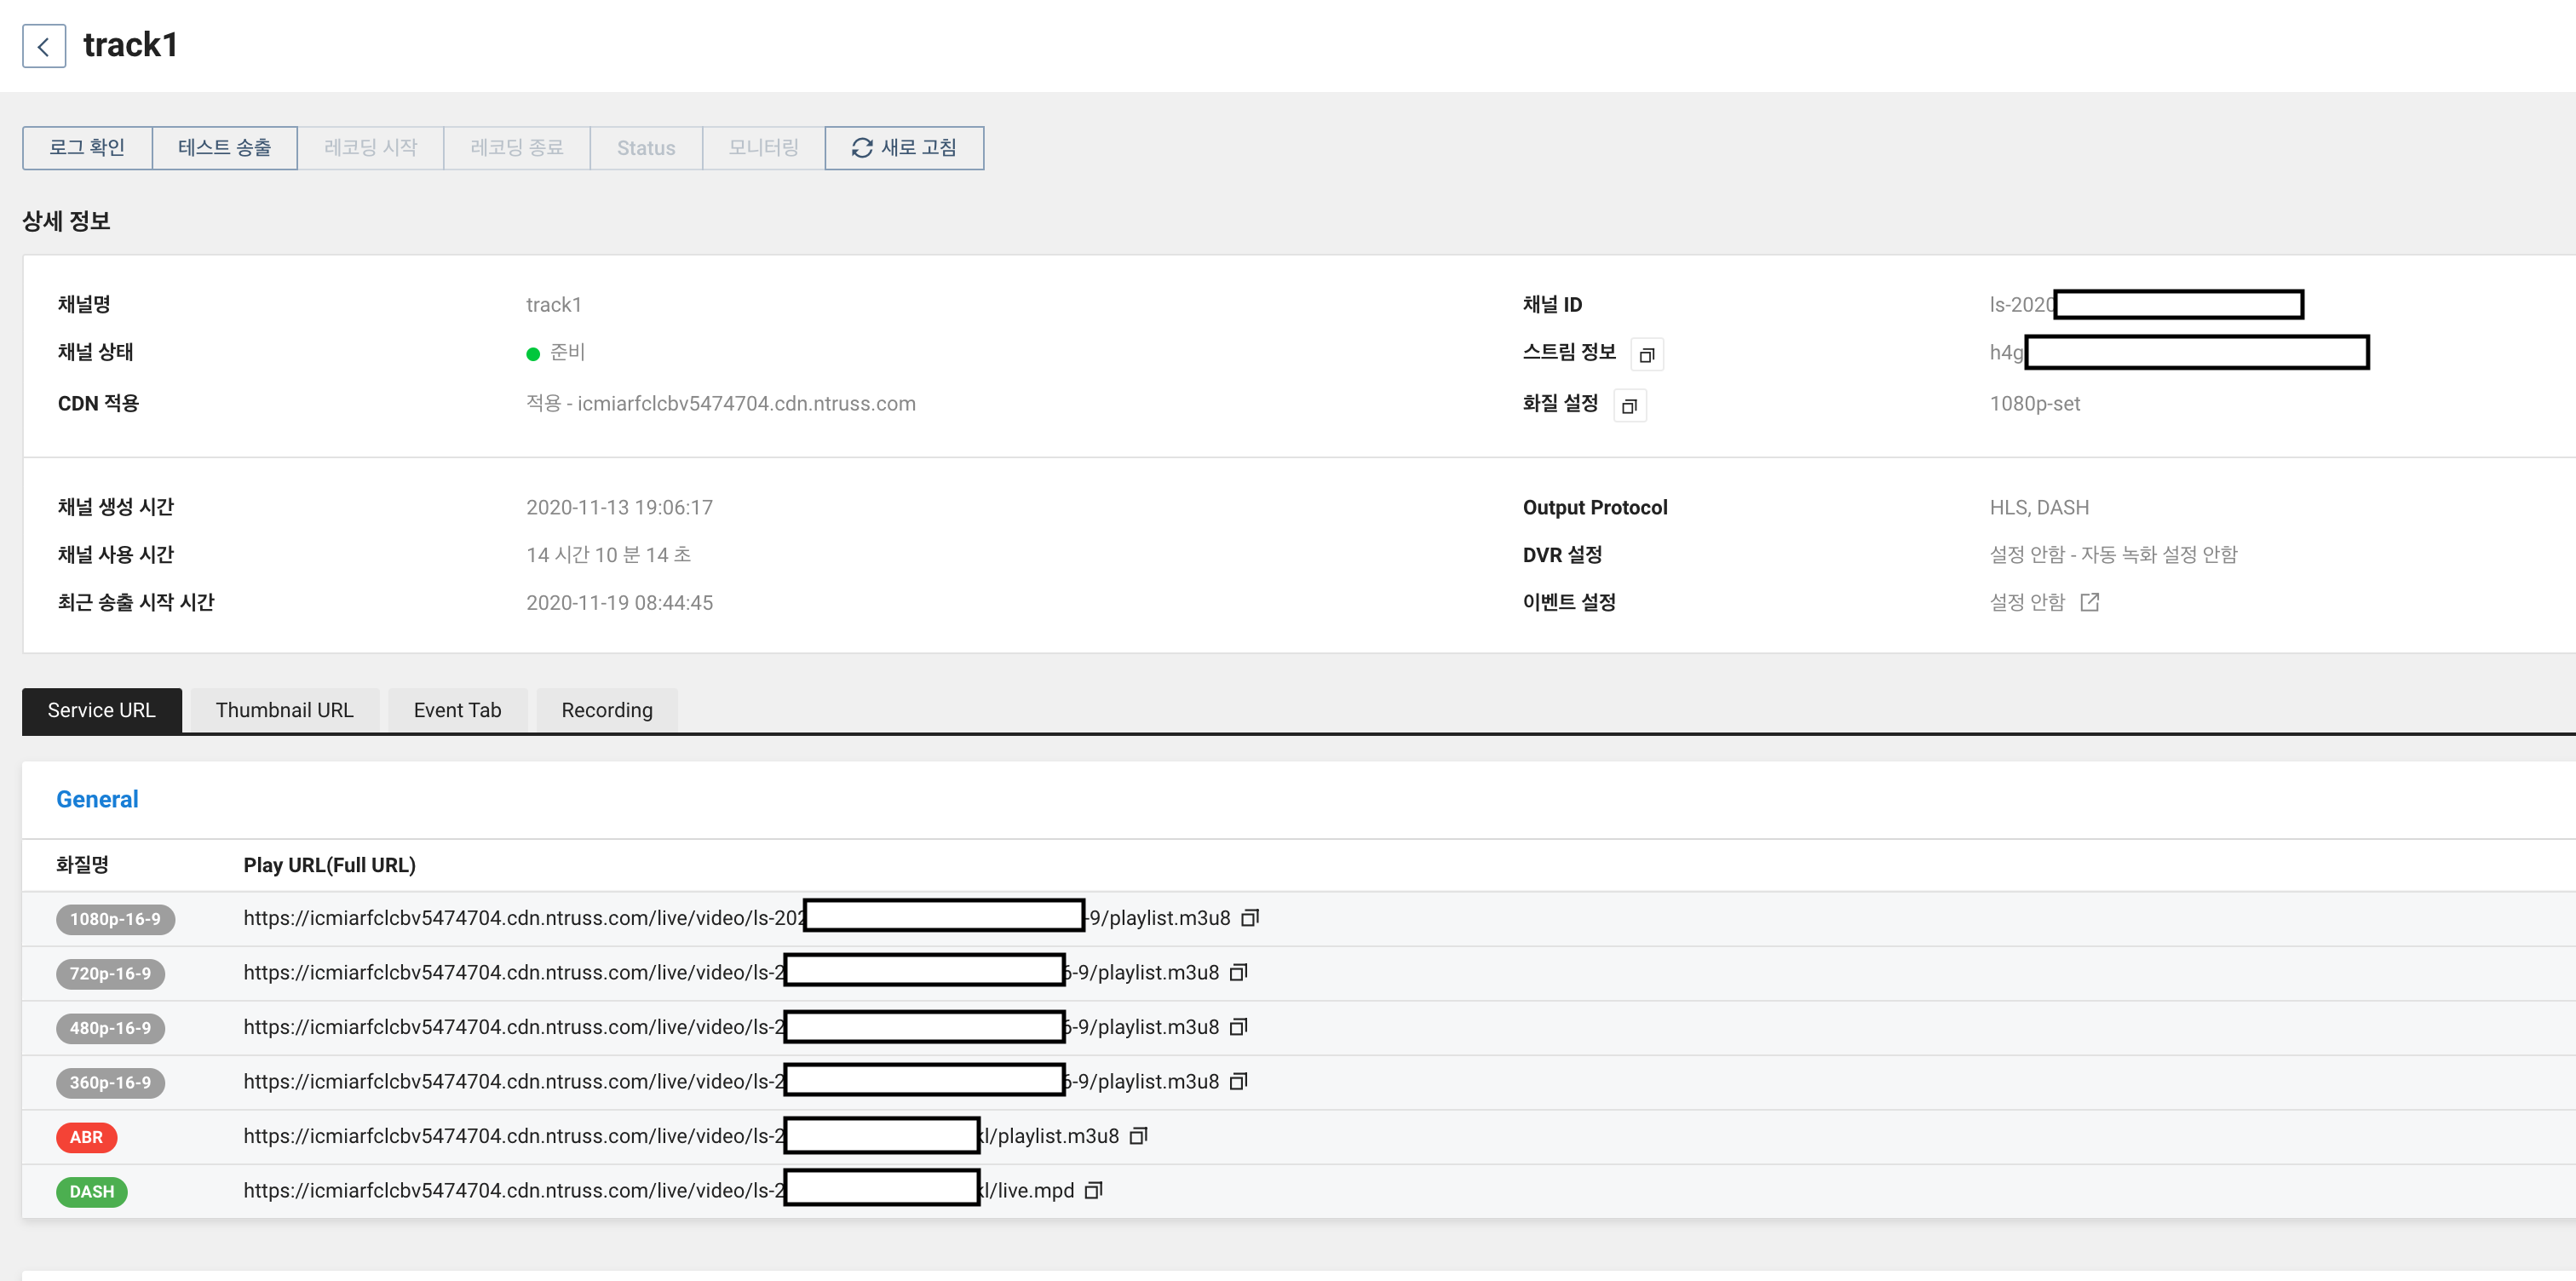 track1
로그 확인 테스트 송출 레코딩 시작 레코딩 종료 Status 모니터링 새로 고침
상세 정보
채널명 track1 채널 ID ls-2020
채널 상태 준비 스트림 정보 h4g
CDN 적용 적용 - icmiarfclcbv5474704.cdn.ntruss.com 화질 설정 1080p-set
채널 생성 시간 2020-11-13 19:06:17 Output Protocol HLS, DASH
채널 사용 시간 14 시간 10 분 14 초 DVR 설정 설정 안함 - 자동 녹화 설정 안함
최근 송출 시작 시간 2020-11-19 08:44:45 이벤트 설정 설정 안함
Service URL Thumbnail URL Event Tab Recording
General
화질명 Play URL(Full URL)
1080p-16-9 https://icmiarfclcbv5474704.cdn.ntruss.com/live/video/ls-202 -9/playlist.m3u8
720p-16-9 https://icmiarfclcbv5474704.cdn.ntruss.com/live/video/ls-2 6-9/playlist.m3u8
480p-16-9 https://icmiarfclcbv5474704.cdn.ntruss.com/live/video/ls-2 6-9/playlist.m3u8
360p-16-9 https://icmiarfclcbv5474704.cdn.ntruss.com/live/video/ls-2 6-9/playlist.m3u8
ABR https://icmiarfclcbv5474704.cdn.ntruss.com/live/video/ls-2 l/playlist.m3u8
DASH https://icmiarfclcbv5474704.cdn.ntruss.com/live/video/ls-2 l/live.mpd